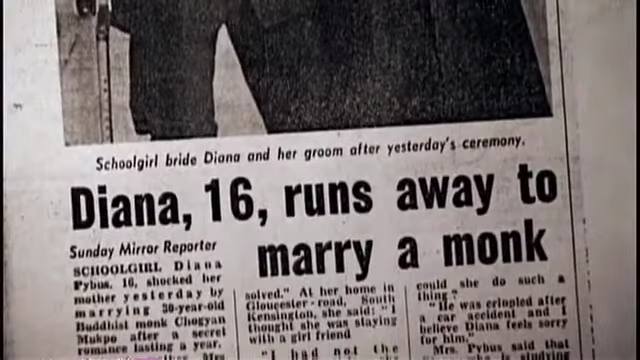 Schoolgirl bride Diana and her groom after yesterday's ceremony.
Diana, 16, runs away to
marry a monk
Sunday Mirror Reporter
SCHOOLGIRL Diana
Pybus, 16, shocked her
mother yesterday by
marrying 30-year-old
Buddhist monk Chogyan
Mukpo after a secret
romance lasting a year.
Mrs
solved." At her home in
Gloucester-road, South
Kensington, she said: "I
thought she was staying
with a girl friend
"I had not the
could she do such a
thing."
"He was crippled after
a car accident and I
believe Diana feels sorry
for him."
Mrs. Pybus said that